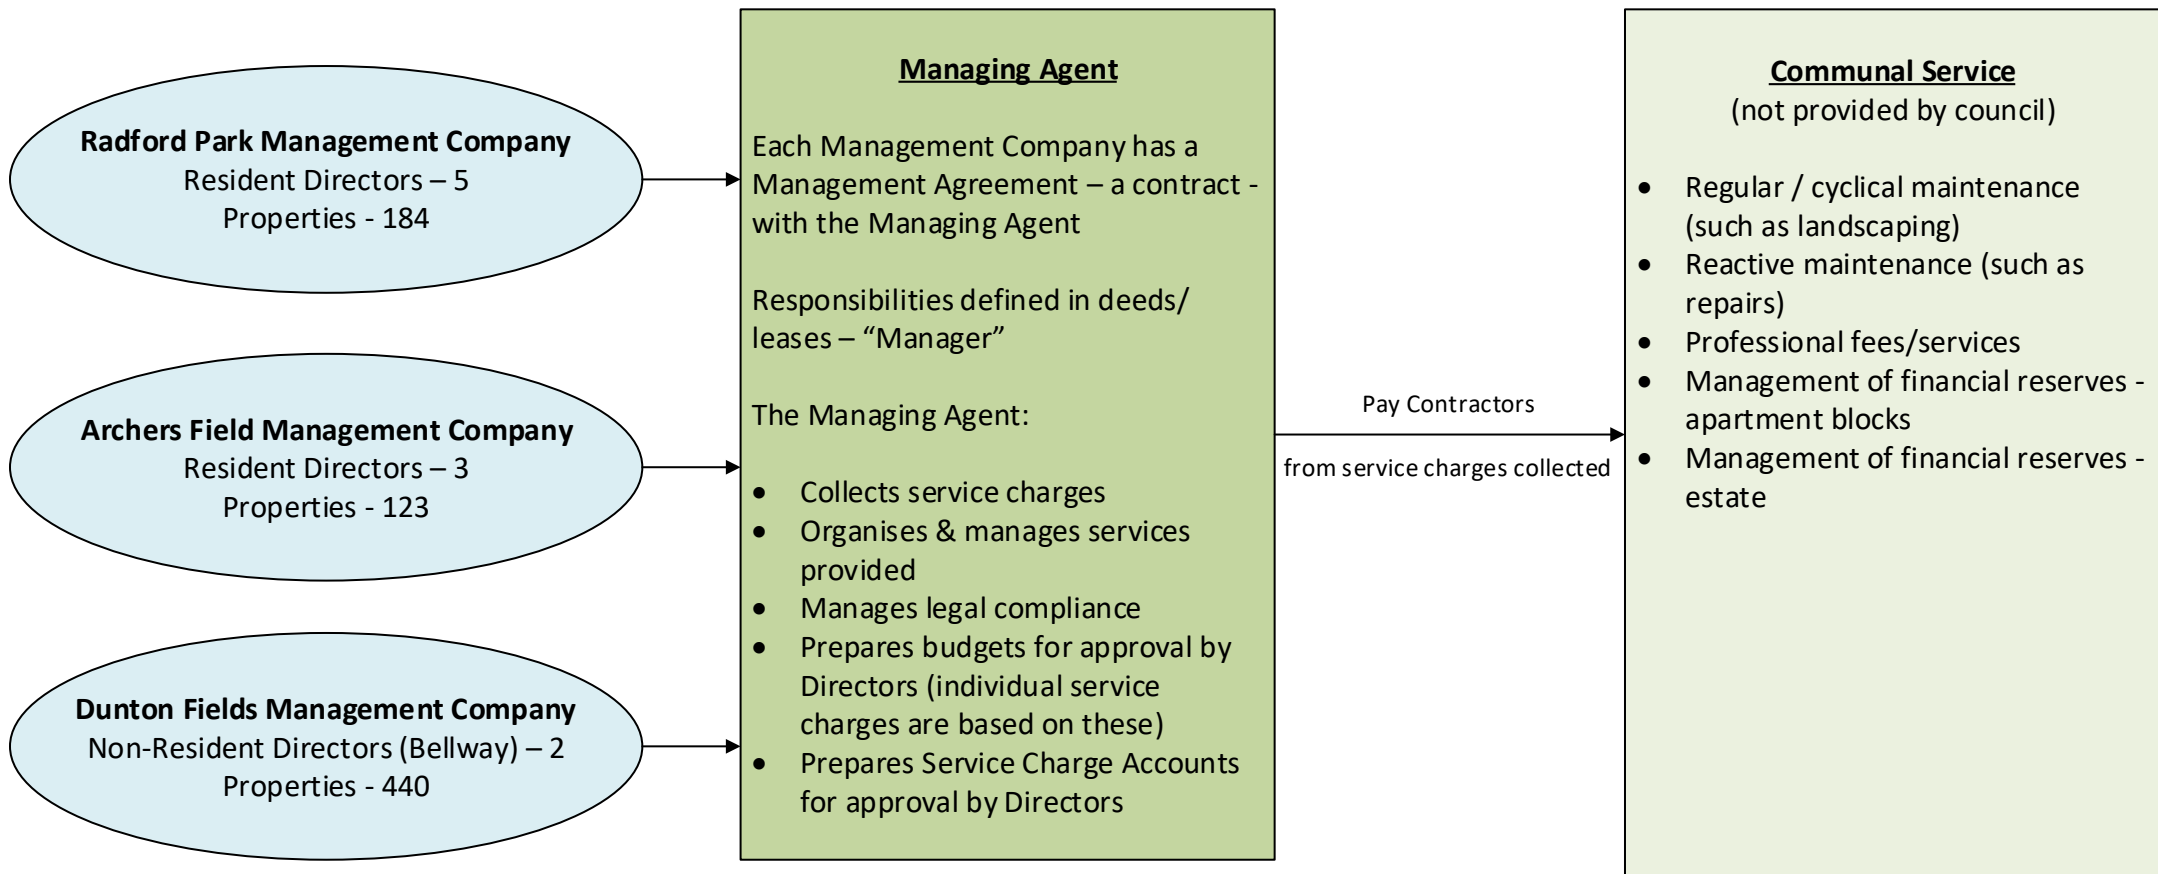 Radford Park Management Company
Resident Directors – 5
Properties - 184
Archers Field Management Company
Resident Directors – 3
Properties - 123
Dunton Fields Management Company
Non-Resident Directors (Bellway) – 2
Properties - 440
Managing Agent
Each Management Company has a
Management Agreement – a contract -
with the Managing Agent
Responsibilities defined in deeds/
leases – “Manager”
The Managing Agent:
• Collects service charges
• Organises & manages services
provided
• Manages legal compliance
• Prepares budgets for approval by
Directors (individual service
charges are based on these)
• Prepares Service Charge Accounts
for approval by Directors
Pay Contractors
from service charges collected
Communal Service
(not provided by council)
• Regular / cyclical maintenance
(such as landscaping)
• Reactive maintenance (such as
repairs)
• Professional fees/services
• Management of financial reserves -
apartment blocks
• Management of financial reserves -
estate